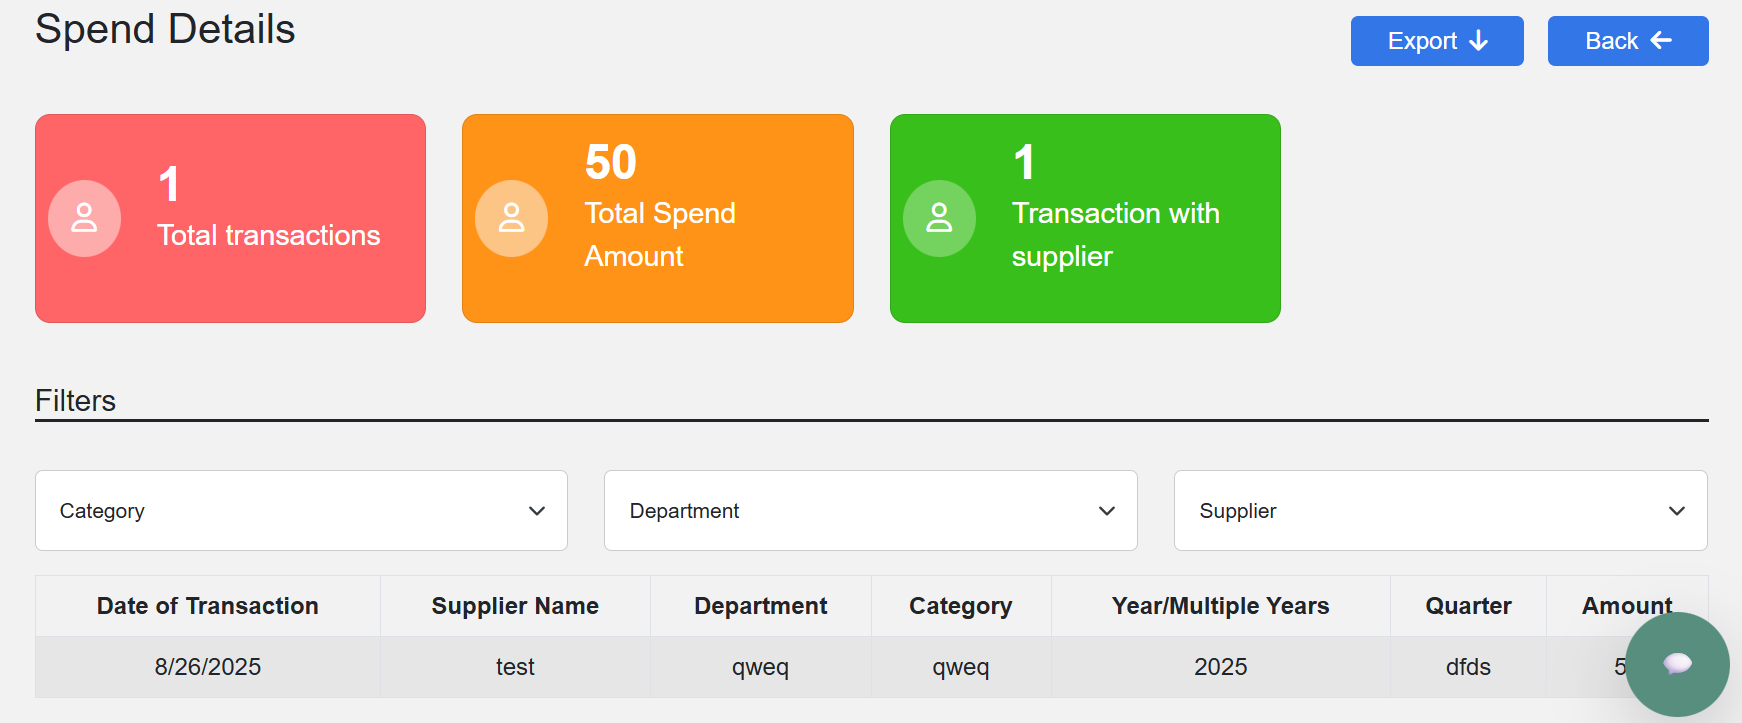 Spend Details
Export
Back
1
Total transactions
50
Total Spend
Amount
1
Transaction with
supplier
Filters
Category
Department
Supplier
Date of Transaction Supplier Name Department Category Year/Multiple Years Quarter Amount
8/26/2025 test qweq qweq 2025 dfds